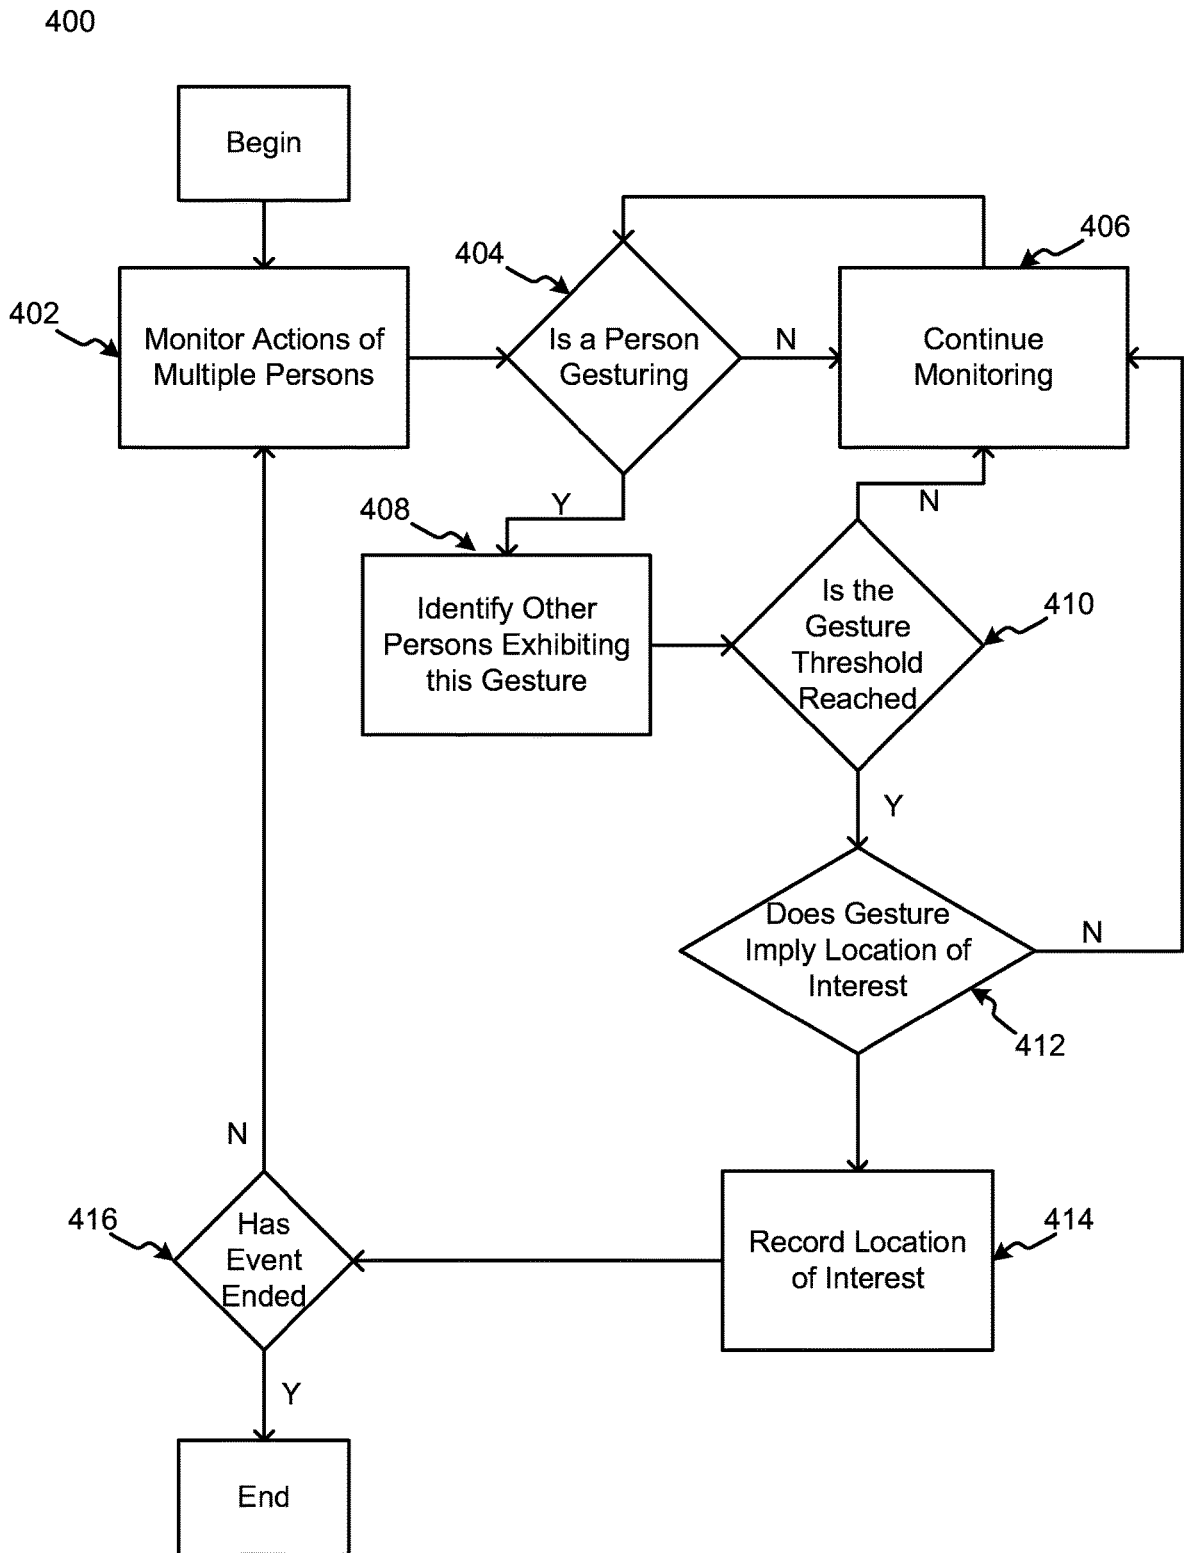 400
Begin
406
404
402
Monitor Actions of
Multiple Persons
Is a Person
Gesturing
N
Continue
Monitoring
Y
N
408
Identify Other
Persons Exhibiting
this Gesture
Is the
Gesture
Threshold
Reached
410
Y
Does Gesture
Imply Location of
Interest
N
412
N
416
Has
Event
Ended
Record Location
of Interest
414
Y
End